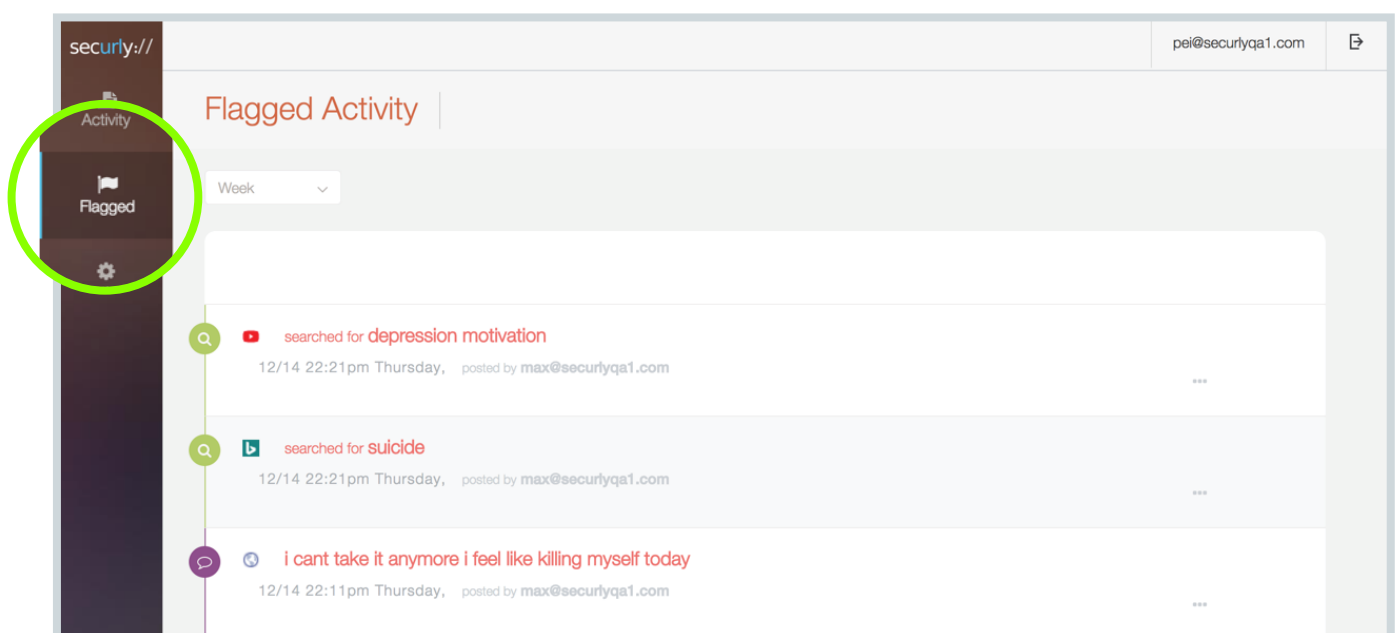 securly://
pei@securlyqa1.com
Activity
Flagged Activity
Week
Flagged
searched for depression motivation
12/14 22:21pm Thursday, posted by max@securlyqa1.com
searched for suicide
12/14 22:21pm Thursday, posted by max@securlyqa1.com
i cant take it anymore i feel like killing myself today
12/14 22:11pm Thursday, posted by max@securlyqa1.com